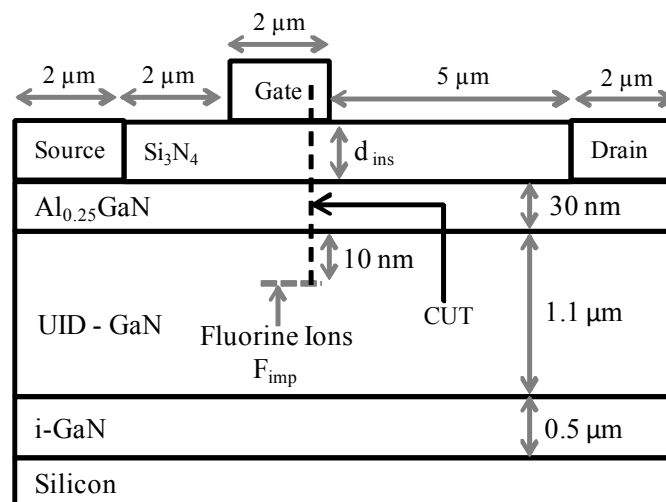 2 µm
2 µm 2 µm Gate 5 µm 2 µm
Source Si₃N₄ d ins Drain
Al₀.₂₅GaN 30 nm
10 nm
UID - GaN CUT 1.1 µm
Fluorine Ions
Fimp
i-GaN 0.5 µm
Silicon